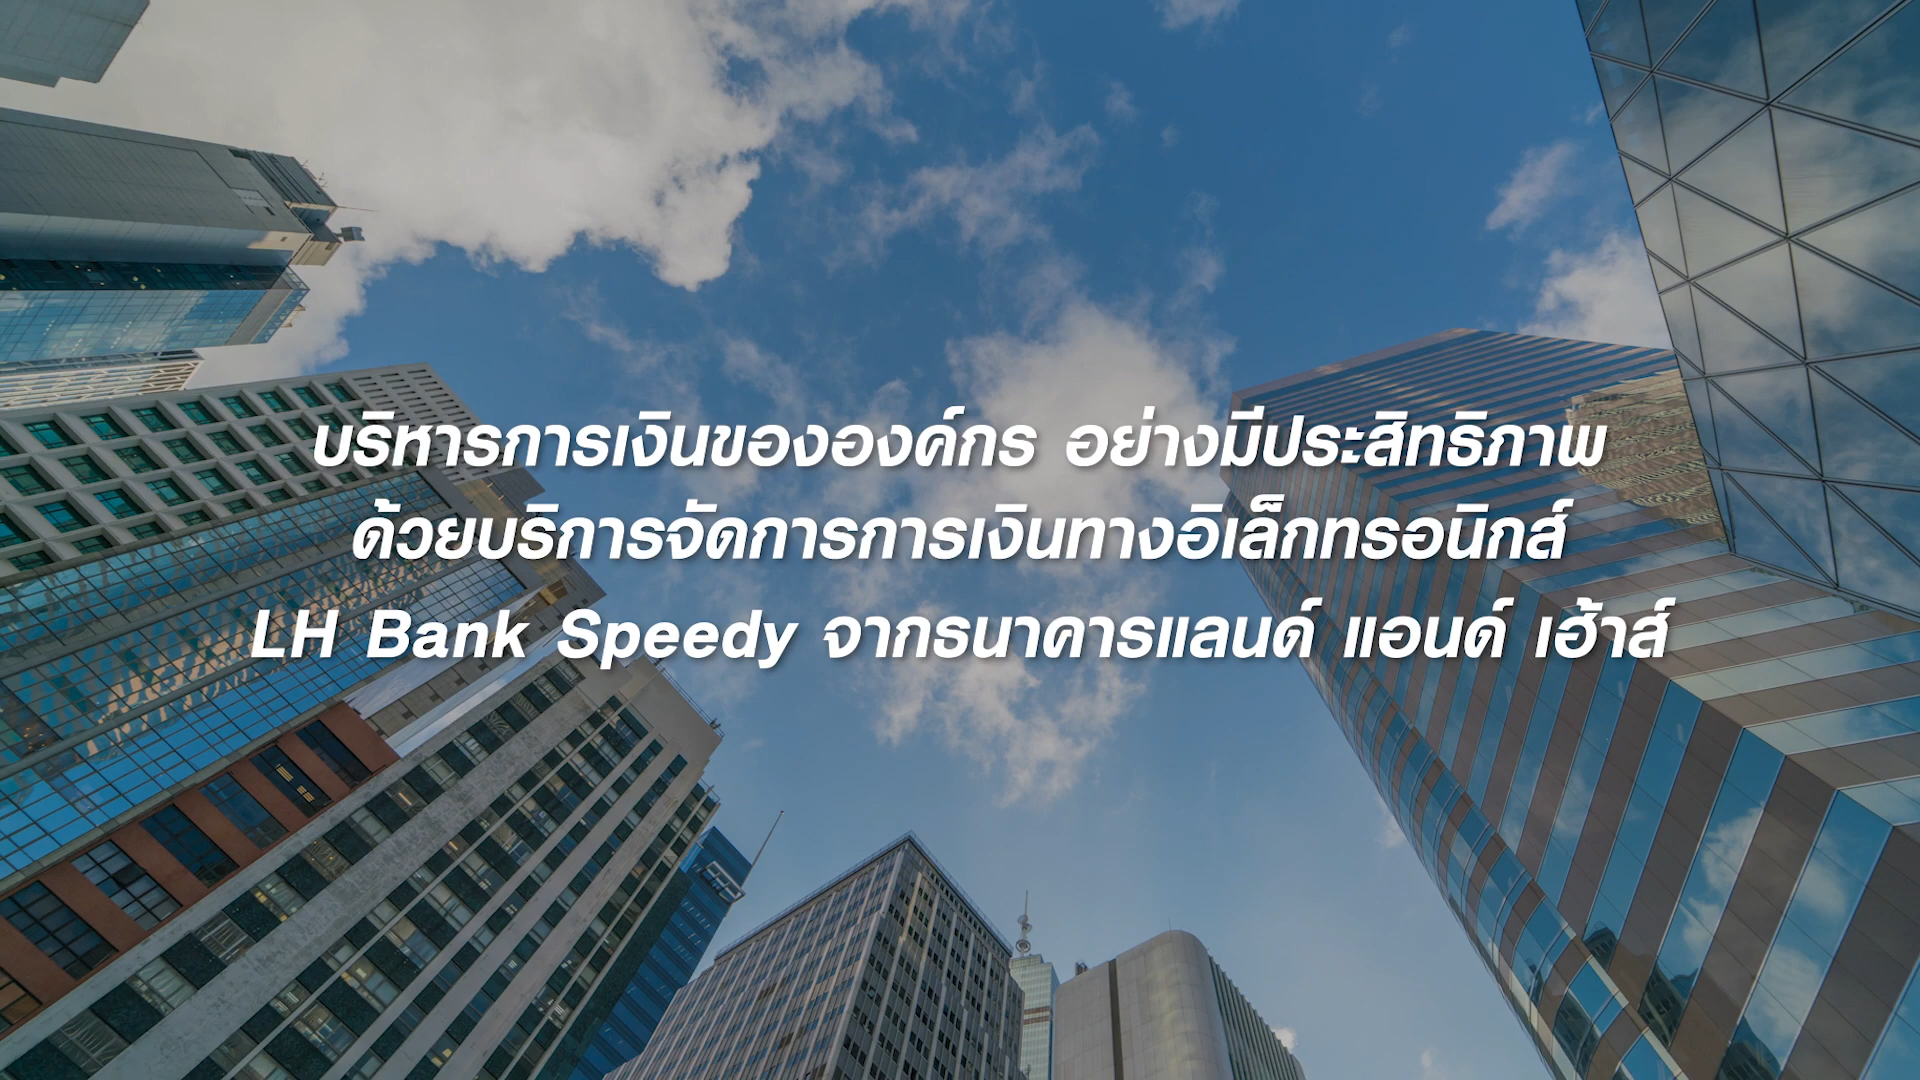 บริหารการเงินขององค์กร อย่างมีประสิทธิภาพ
ด้วยบริการจัดการการเงินทางอิเล็กทรอนิกส์
LH Bank Speedy จากธนาคารแลนด์ แอนด์ เฮ้าส์